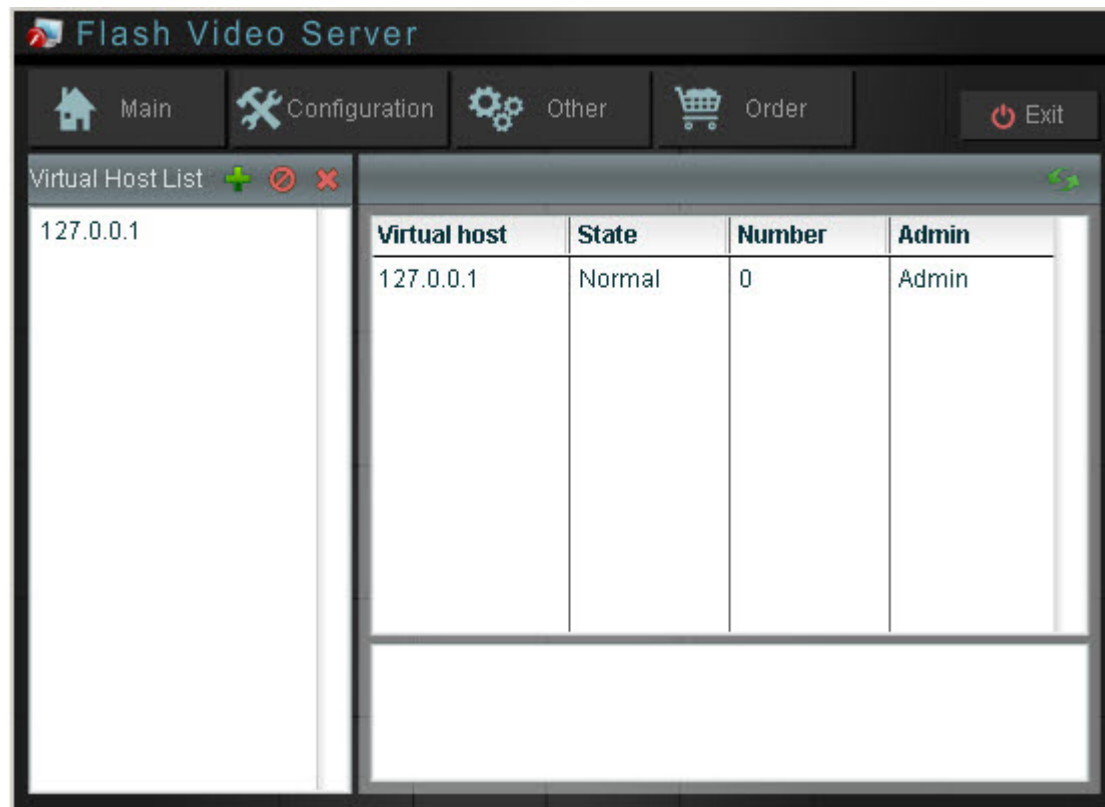 Flash Video Server
Main
Configuration
Other
Order
Exit
Virtual Host List
127.0.0.1
Virtual host State Number Admin
127.0.0.1 Normal 0 Admin